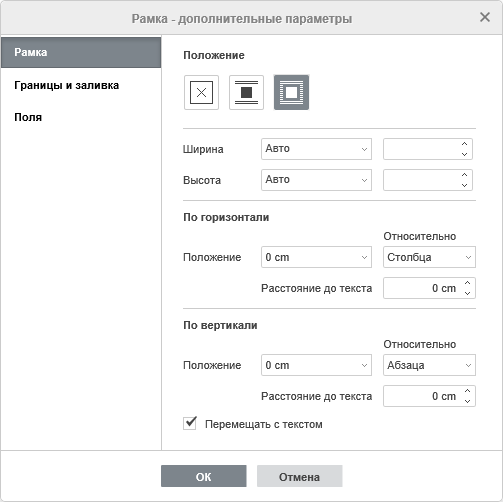 Рамка - дополнительные параметры
Рамка
Границы и заливка
Поля
Положение
Ширина Авто
Высота Авто
По горизонтали
Относительно
Положение 0 cm Столбца
Расстояние до текста 0 cm
По вертикали
Относительно
Положение 0 cm Абзаца
Расстояние до текста 0 cm
Перемещать с текстом
ОК Отмена